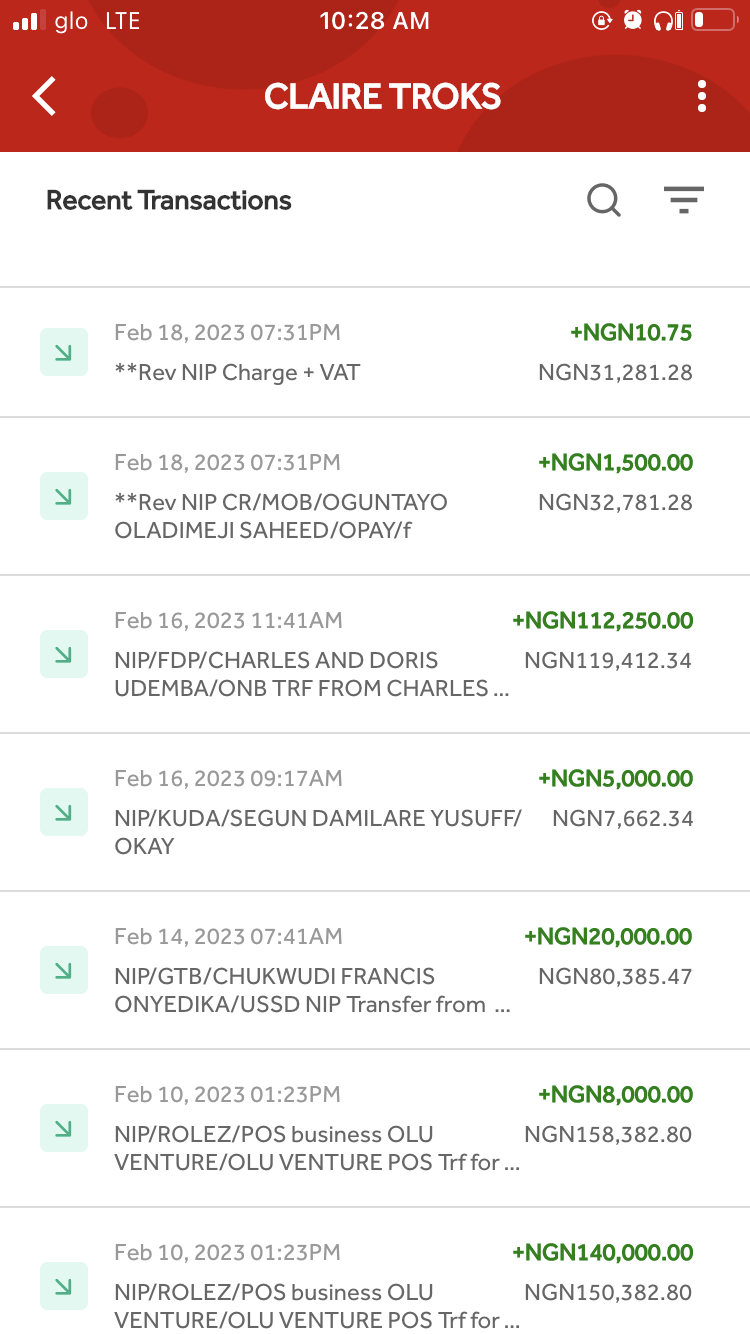 glo LTE 10:28 AM
CLAIRE TROKS
Recent Transactions
Feb 18, 2023 07:31PM +NGN10.75
**Rev NIP Charge + VAT NGN31,281.28
Feb 18, 2023 07:31PM +NGN1,500.00
**Rev NIP CR/MOB/OGUNTAYO NGN32,781.28
OLADIMEJI SAHEED/OPAY/f
Feb 16, 2023 11:41AM +NGN112,250.00
NIP/FDP/CHARLES AND DORIS NGN119,412.34
UDEMBA/ONB TRF FROM CHARLES ...
Feb 16, 2023 09:17AM +NGN5,000.00
NIP/KUDA/SEGUN DAMILARE YUSUFF/ NGN7,662.34
OKAY
Feb 14, 2023 07:41AM +NGN20,000.00
NIP/GTB/CHUKWUDI FRANCIS NGN80,385.47
ONYEDIKA/USSD NIP Transfer from ...
Feb 10, 2023 01:23PM +NGN8,000.00
NIP/ROLEZ/POS business OLU NGN158,382.80
VENTURE/OLU VENTURE POS Trf for ...
Feb 10, 2023 01:23PM +NGN140,000.00
NIP/ROLEZ/POS business OLU NGN150,382.80
VENTURE/OLU VENTURE POS Trf for ...